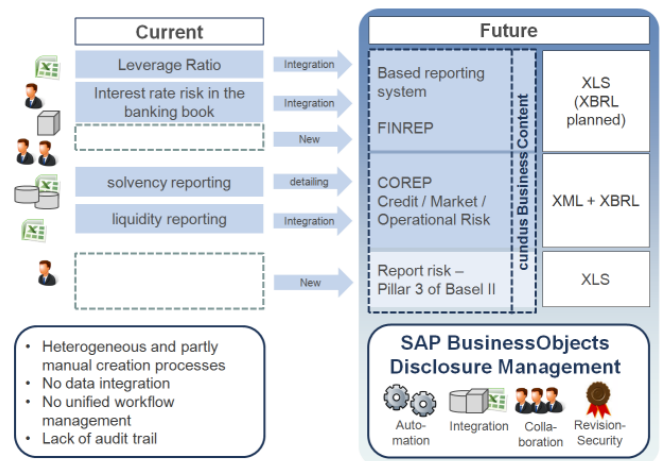 Current
Future
Leverage Ratio
Integration
Interest rate risk in the
banking book
Integration
New
solvency reporting
detailing
liquidity reporting
Integration
New
Based reporting
system
FINREP
COREP
Credit / Market /
Operational Risk
Report risk –
Pillar 3 of Basel II
cundus Business Content
XLS
(XBRL
planned)
XML + XBRL
XLS
• Heterogeneous and partly
manual creation processes
• No data integration
• No unified workflow
management
• Lack of audit trail
SAP BusinessObjects
Disclosure Management
Auto-
mation
Integration
Colla-
boration
Revision-
Security